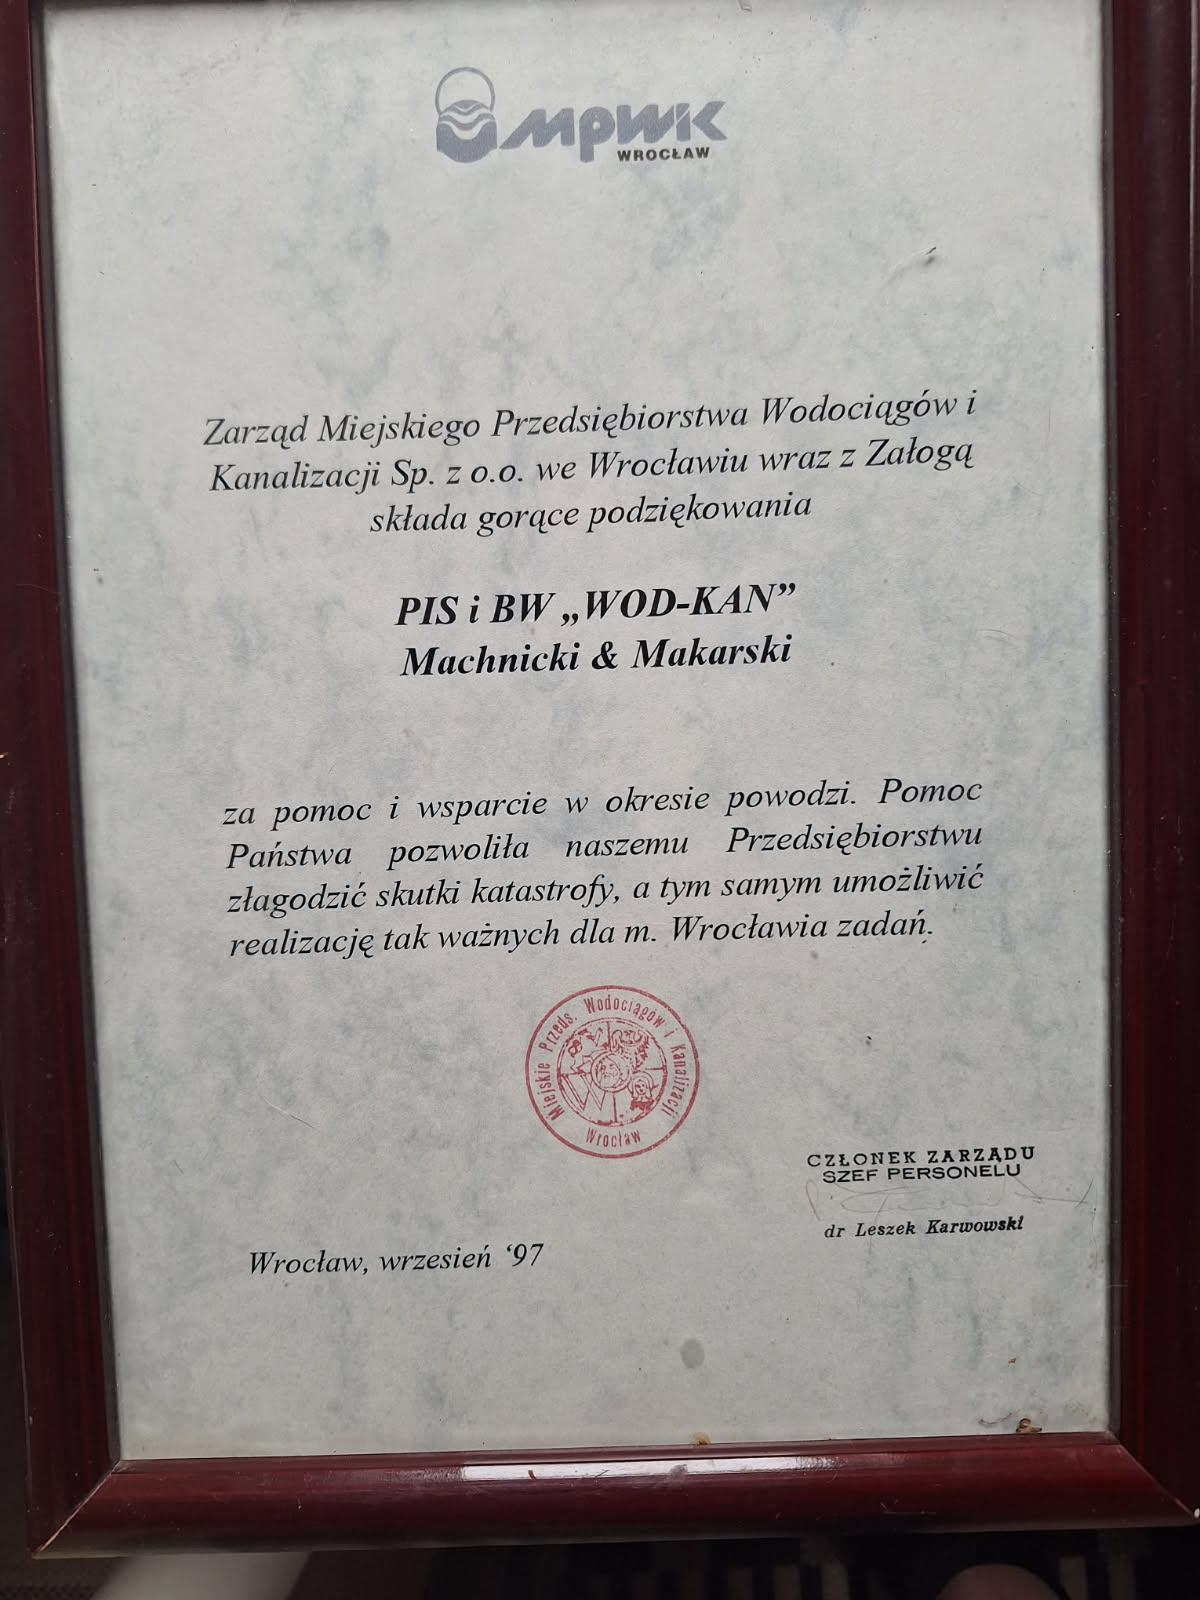 MPWiK
WROCŁAW
Zarząd Miejskiego Przedsiębiorstwa Wodociągów i
Kanalizacji Sp. z o.o. we Wrocławiu wraz z Załogą
składa gorące podziękowania
PIS i BW „WOD-KAN”
Machnicki & Makarski
za pomoc i wsparcie w okresie powodzi. Pomoc
Państwa pozwoliła naszemu Przedsiębiorstwu
złagodzić skutki katastrofy, a tym samym umożliwić
realizację tak ważnych dla m. Wrocławia zadań.
Miejskie Przeds. Wodociągów i Kanalizacji
Wrocław
CZŁONEK ZARZĄDU
SZEF PERSONELU
dr Leszek Karwowski
Wrocław, wrzesień ‘97